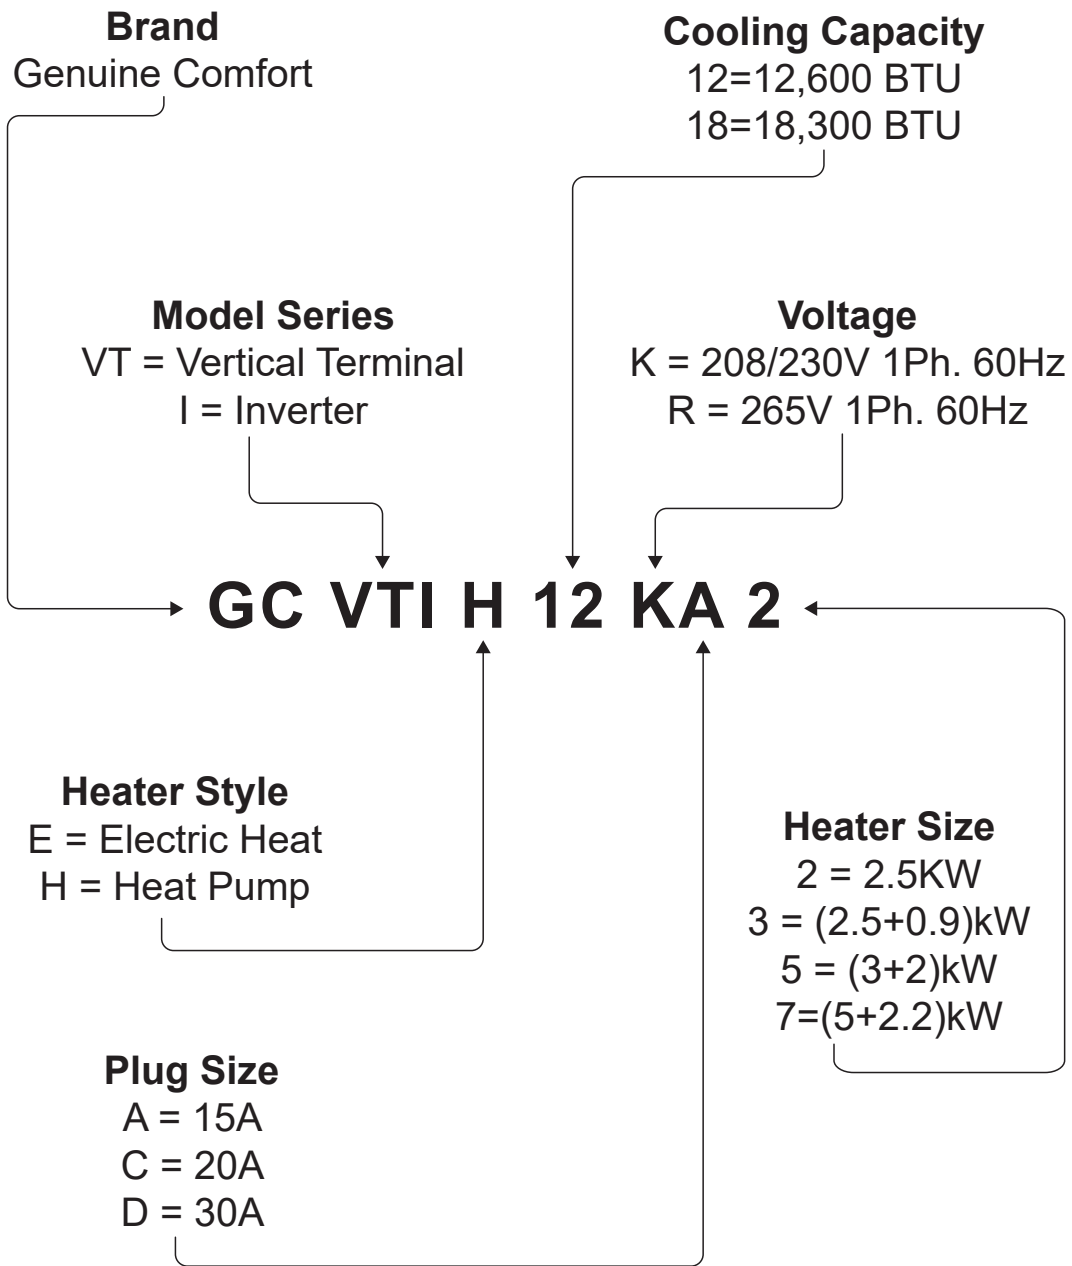 Brand
Genuine Comfort
Cooling Capacity
12=12,600 BTU
18=18,300 BTU
Model Series
VT = Vertical Terminal
I = Inverter
Voltage
K = 208/230V 1Ph. 60Hz
R = 265V 1Ph. 60Hz
GC VTI H 12 KA 2
Heater Style
E = Electric Heat
H = Heat Pump
Heater Size
2 = 2.5KW
3 = (2.5+0.9)kW
5 = (3+2)kW
7=(5+2.2)kW
Plug Size
A = 15A
C = 20A
D = 30A